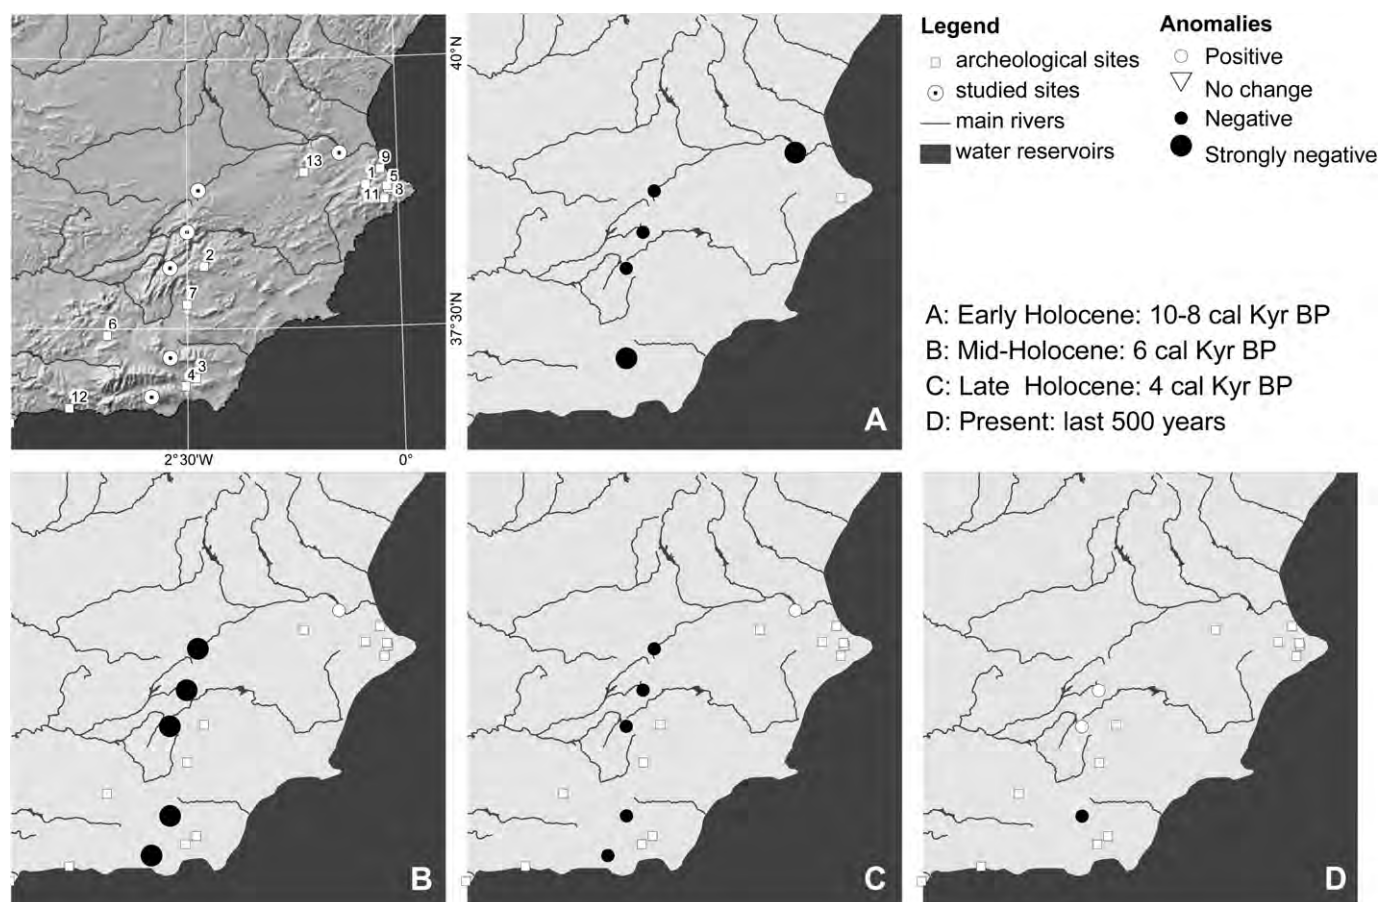 40°N
37°30'N
2°30'W
0°
13
9
1
5
11
8
2
7
6
3
4
12
A
Legend
archeological sites
studied sites
main rivers
water reservoirs
Anomalies
Positive
No change
Negative
Strongly negative
A: Early Holocene: 10-8 cal Kyr BP
B: Mid-Holocene: 6 cal Kyr BP
C: Late Holocene: 4 cal Kyr BP
D: Present: last 500 years
B
C
D